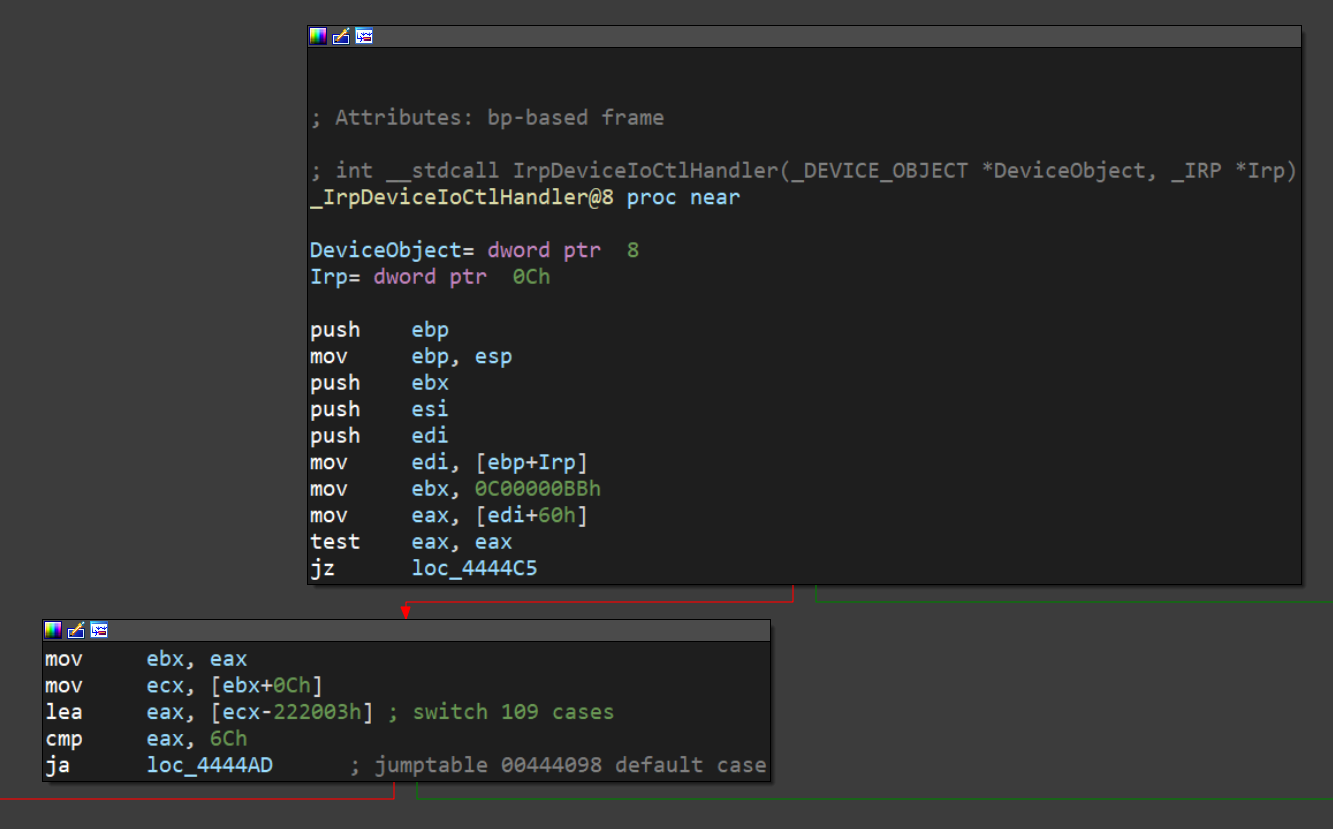 ; Attributes: bp-based frame
; int __stdcall IrpDeviceIoCtlHandler(_DEVICE_OBJECT *DeviceObject, _IRP *Irp)
_IrpDeviceIoCtlHandler@8 proc near
DeviceObject= dword ptr  8
Irp= dword ptr  0Ch
push    ebp
mov     ebp, esp
push    ebx
push    esi
push    edi
mov     edi, [ebp+Irp]
mov     ebx, 0C00000BBh
mov     eax, [edi+60h]
test    eax, eax
jz      loc_4444C5
mov     ebx, eax
mov     ecx, [ebx+0Ch]
lea     eax, [ecx-222003h] ; switch 109 cases
cmp     eax, 6Ch
ja      loc_4444AD      ; jumptable 00444098 default case